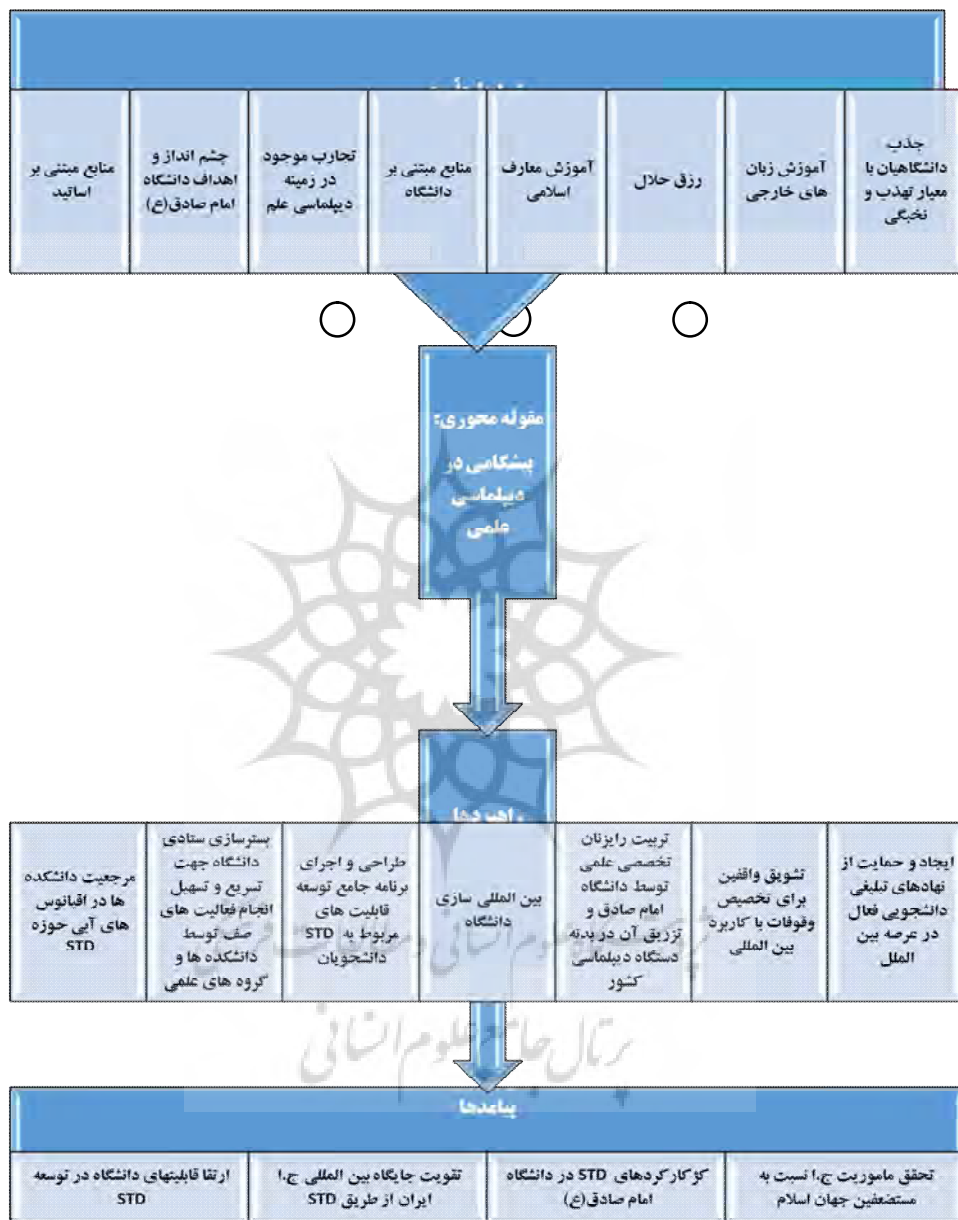 جذب
دانشگاهیان با
معیار تهذب و
نخبگی
آموزش زبان
های خارجی
رزق حلال
آموزش معارف
اسلامی
منابع مبتنی بر
دانشگاه
تجارب موجود
در زمینه
دیپلماسی علم
چشم انداز و
اهداف دانشگاه
امام صادق(ع)
منابع مبتنی بر
اساتید
مقوله محوری:
پیشگامی در
دیپلماسی
علمی
راهبردها
ایجاد و حمایت از
نهادهای تبلیغی
دانشجویی فعال
در عرصه بین
الملل
تشویق واقفین
برای تخصیص
وقوفات با کاربرد
بین المللی
تربیت رایزنان
تخصصی علمی
توسط دانشگاه
امام صادق و
تزریق آن در بدنه
دستگاه دیپلماسی
کشور
بین المللی سازی
دانشگاه
طراحی و اجرای
برنامه جامع توسعه
قابلیت های
مربوط به STD
دانشجویان
بسترسازی ستادی
دانشگاه جهت
تسریع و تسهیل
انجام فعالیت های
صف توسط
دانشکده ها و
گروه های علمی
مرجعیت دانشکده
ها در اقیانوس
های آبی حوزه
STD
پرتال جامع علوم انسانی
پیامدها
تحقق ماموریت ج.ا نسبت به
مستضعفین جهان اسلام
کژکارکردهای STD در دانشگاه
امام صادق(ع)
تقویت جایگاه بین المللی ج.ا
ایران از طریق STD
ارتقا قابلیتهای دانشگاه در توسعه
STD